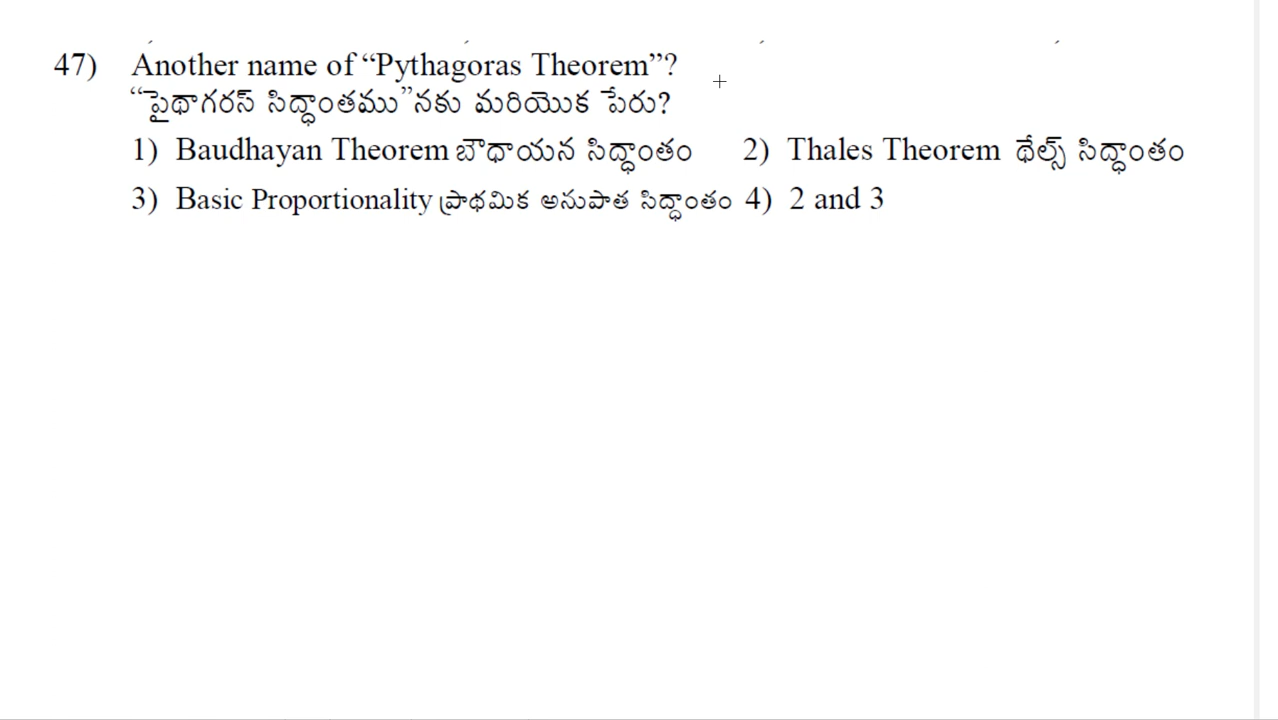 47) Another name of “Pythagoras Theorem”?
“పైథాగరస్ సిద్ధాంతము”నకు మరియొక పేరు?
1) Baudhayan Theorem బౌధాయన సిద్ధాంతం 2) Thales Theorem థేల్స్ సిద్ధాంతం
3) Basic Proportionality ప్రాథమిక అనుపాత సిద్ధాంతం 4) 2 and 3